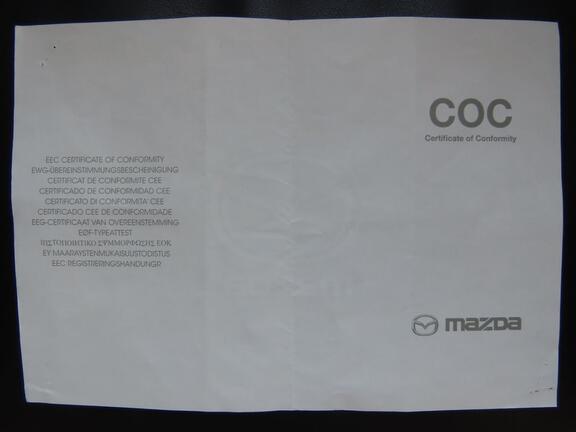 EEC CERTIFICATE OF CONFORMITY
EWG-ÜBEREINSTIMMUNGSBESCHEINIGUNG
CERTIFICAT DE CONFORMITE CEE
CERTIFICADO DE CONFORMIDAD CEE
CERTIFICATO DI CONFORMITA' CEE
CERTIFICADO CEE DE CONFORMIDADE
EEG-CERTIFICAAT VAN OVEREENSTEMMING
EØF-TYPEATTEST
ΠΙΣΤΟΠΟΙΗΤΙΚΟ ΣΥΜΜΟΡΦΩΣΗΣ ΕΟΚ
EY MAARAYSTENMUKAISUUSTODISTUS
EEC REGISTRERINGSHANDUNGR
COC
Certificate of Conformity
mazda